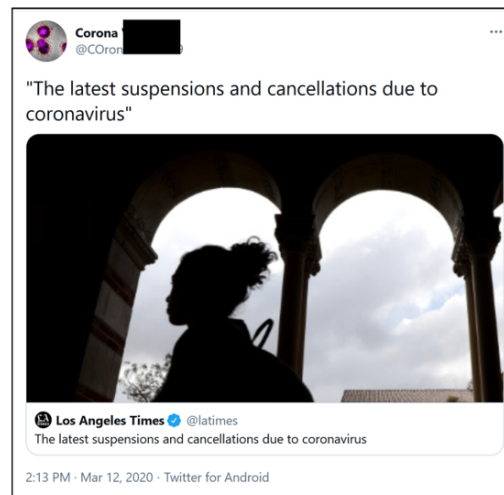 Corona
@COron
"The latest suspensions and cancellations due to
coronavirus"
Los Angeles Times @latimes
The latest suspensions and cancellations due to coronavirus
2:13 PM · Mar 12, 2020 · Twitter for Android